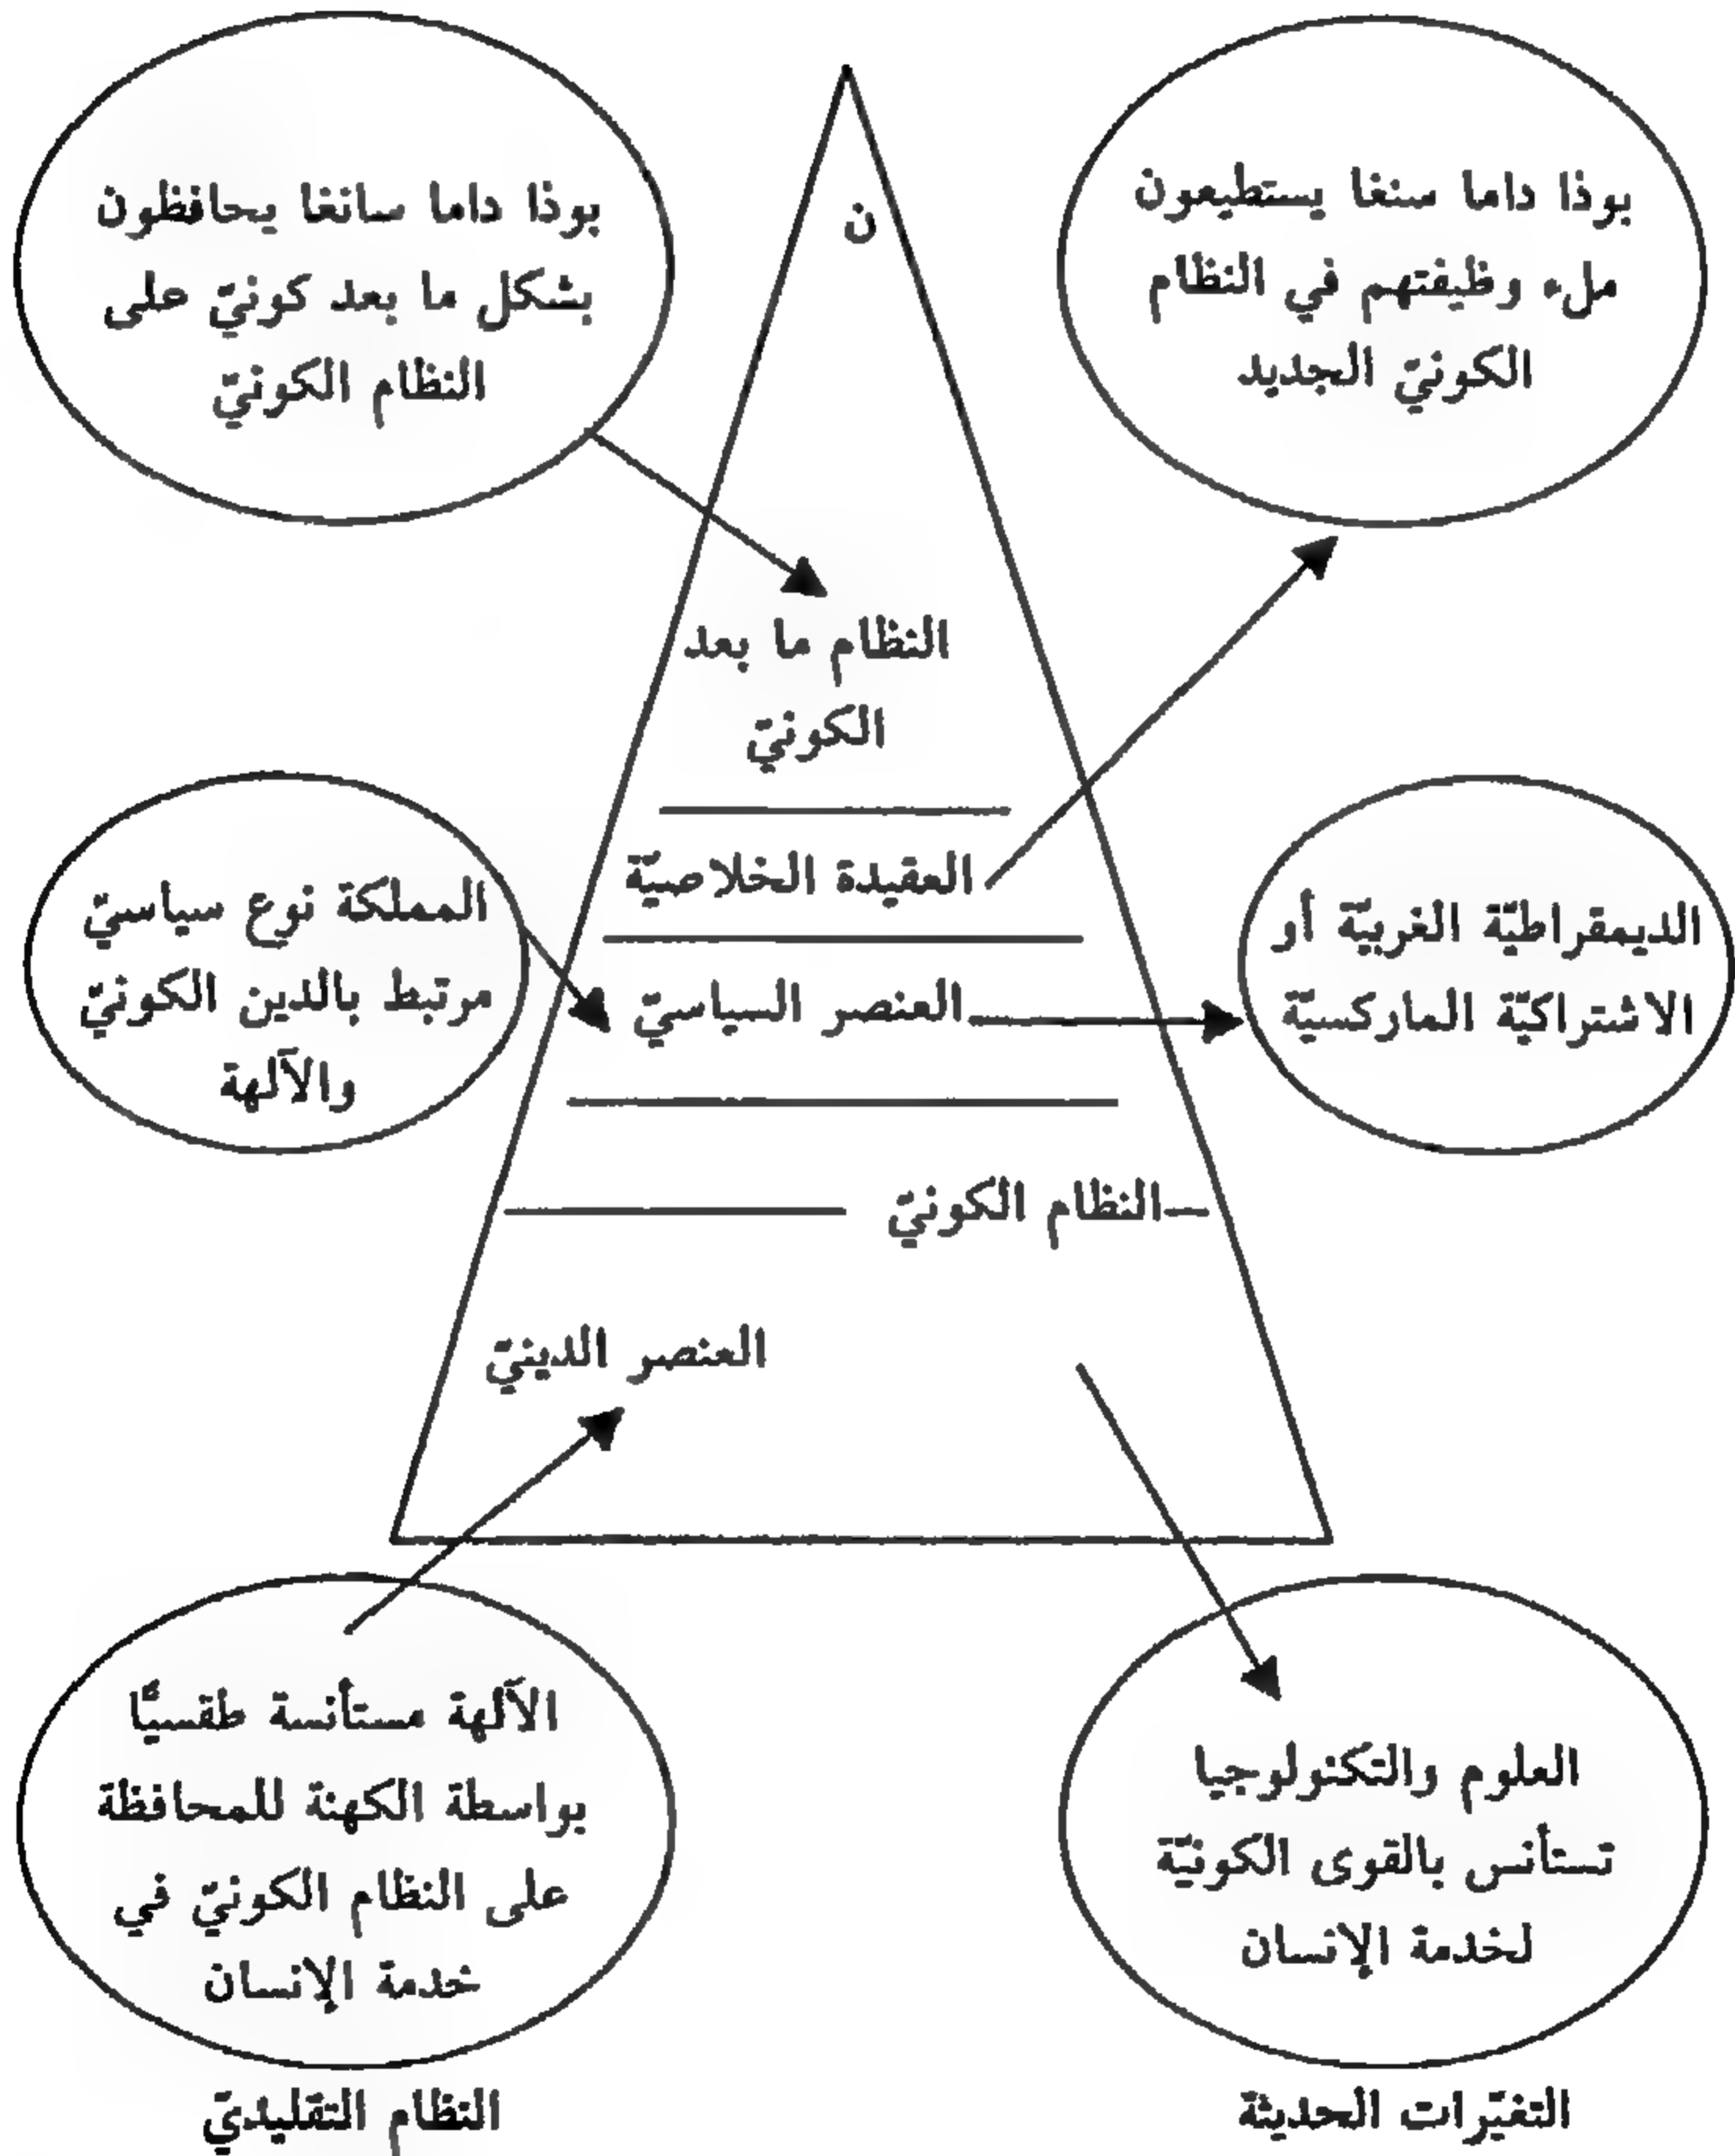 بوذا داما سانغا يحافظون
بشكل ما بعد كونيّ على
النظام الكونيّ
ن
بوذا داما سنغا يستطيعون
ملء وظيفتهم في النظام
الكونيّ الجديد
النظام ما بعد
الكونيّ
العقيدة الخلاصيّة
المملكة نوع سياسيّ
مرتبط بالدين الكونيّ
والآلهة
العنصر السياسيّ
الديمقراطيّة الغربيّة أو
الاشتراكيّة الماركسيّة
النظام الكونيّ
العنصر الدينيّ
الآلهة مستأنسة طقسيًّا
بواسطة الكهنة للمحافظة
على النظام الكونيّ في
خدمة الإنسان
العلوم والتكنولوجيا
تستأنس بالقوى الكونيّة
لخدمة الإنسان
النظام التقليديّ
التغيّرات الحديثة